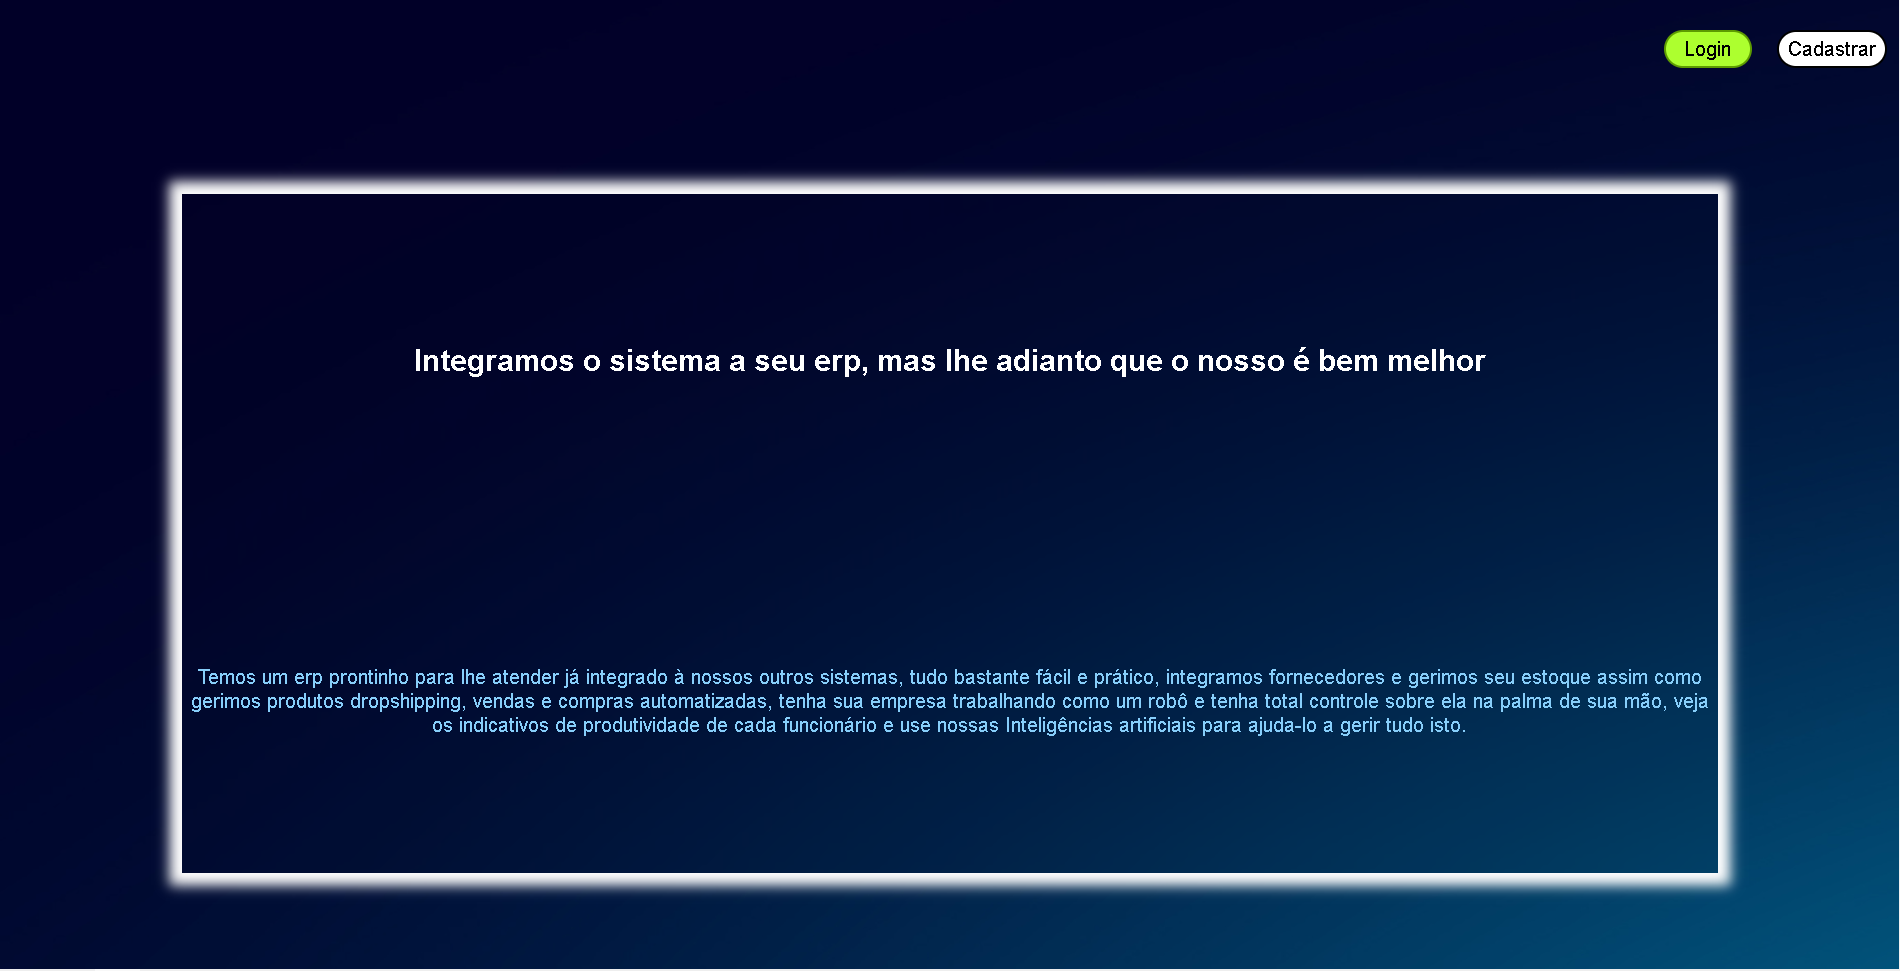 Login
Cadastrar
Integramos o sistema a seu erp, mas lhe adianto que o nosso é bem melhor
Temos um erp prontinho para lhe atender já integrado à nossos outros sistemas, tudo bastante fácil e prático, integramos fornecedores e gerimos seu estoque assim como
gerimos produtos dropshipping, vendas e compras automatizadas, tenha sua empresa trabalhando como um robô e tenha total controle sobre ela na palma de sua mão, veja
os indicativos de produtividade de cada funcionário e use nossas Inteligências artificiais para ajuda-lo a gerir tudo isto.